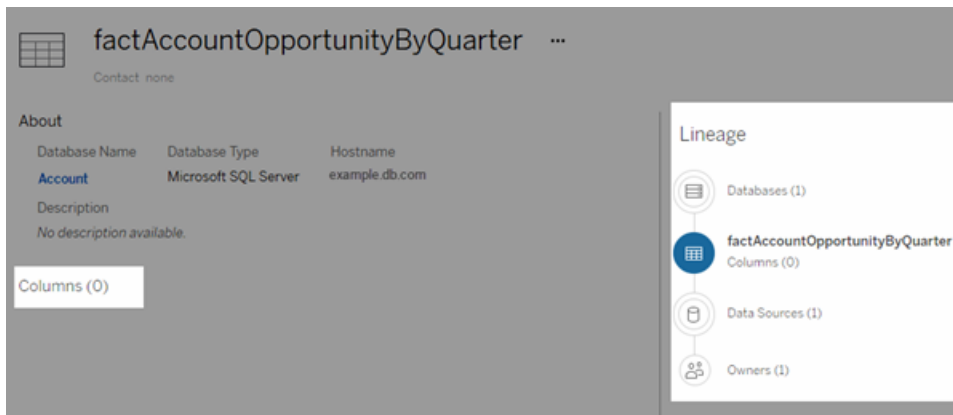 factAccountOpportunityByQuarter ...
Contact none
About
Database Name Database Type Hostname
Account Microsoft SQL Server example.db.com
Description
No description available.
Columns (0)
Lineage
Databases (1)
factAccountOpportunityByQuarter
Columns (0)
Data Sources (1)
Owners (1)